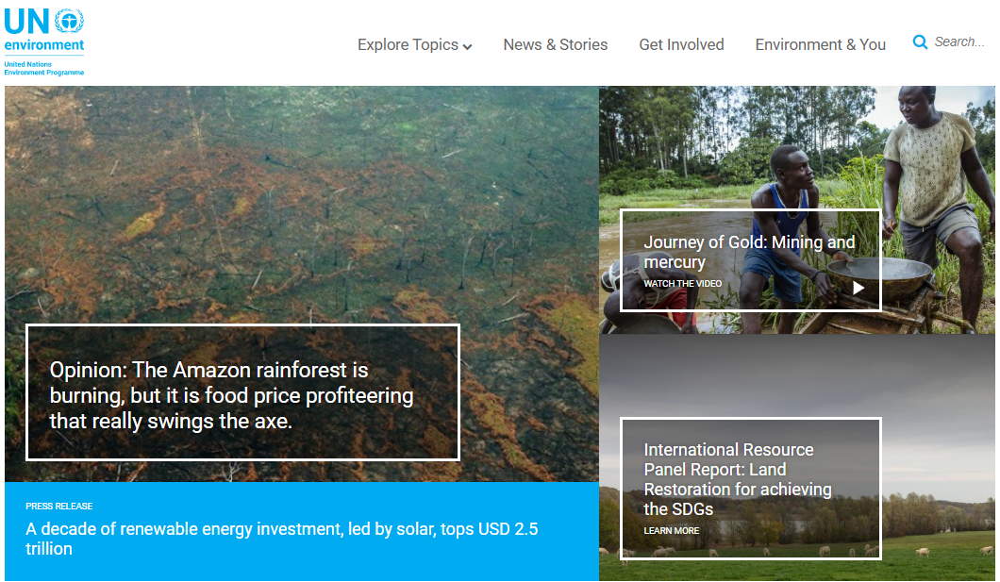 UN
environment
United Nations
Environment Programme
Explore Topics
News & Stories
Get Involved
Environment & You
Search...
Opinion: The Amazon rainforest is
burning, but it is food price profiteering
that really swings the axe.
PRESS RELEASE
A decade of renewable energy investment, led by solar, tops USD 2.5
trillion
Journey of Gold: Mining and
mercury
WATCH THE VIDEO
International Resource
Panel Report: Land
Restoration for achieving
the SDGs
LEARN MORE